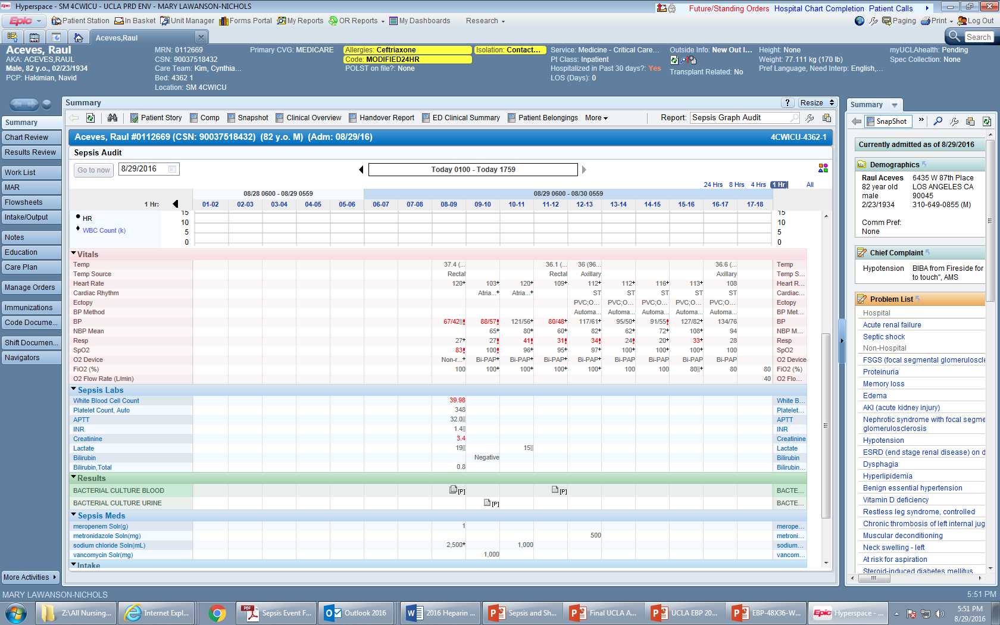 Hyperspace - SM 4CWICU - UCLA PRD ENV - MARY LAWANSON-NICHOLS
Future/Standing Orders Hospital Chart Completion Patient Calls
Epic Patient Station In Basket Unit Manager Forms Portal My Reports OR Reports My Dashboards Research Paging Print Log Out
Aceves,Raul Search
Aceves, Raul
AKA: ACEVES,RAUL
Male, 82 y.o., 02/23/1934
PCP: Hakimian, Navid
MRN: 0112669
CSN: 90037518432
Care Team: Kim, Cynthia...
Bed: 4362 1
Location: SM 4CWICU
Primary CVG: MEDICARE
Allergies: Ceftriaxone
Code: MODIFIED24HR
POLST on file?: None
Isolation: Contact...
Service: Medicine - Critical Care...
Pt Class: Inpatient
Hospitalized in Past 30 days?: Yes
LOS (Days): 0
Outside Info: New Out I...
Transplant Related: No
Height: None
Weight: 77.111 kg (170 lb)
Pref Language, Need Interp: English,...
myUCLAhealth: Pending
Spec Collection: None
Summary
Chart Review
Results Review
Work List
MAR
Flowsheets
Intake/Output
Notes
Education
Care Plan
Manage Orders
Immunizations
Code Docume...
Shift Documen...
Navigators
More Activities
Summary ? Resize
Patient Story Comp Snapshot Clinical Overview Handover Report ED Clinical Summary Patient Belongings More Report: Sepsis Graph Audit
Aceves, Raul #0112669 (CSN: 90037518432) (82 y.o. M) (Adm: 08/29/16) 4CWICU-4362-1
Sepsis Audit
Go to now 8/29/2016 Today 0100 - Today 1759
24 Hrs 8 Hrs 4 Hrs 1 Hr All
08/28 0600 - 08/29 0559 08/29 0600 - 08/30 0559
1 Hr: 01-02 02-03 03-04 04-05 05-06 06-07 07-08 08-09 09-10 10-11 11-12 12-13 13-14 14-15 15-16 16-17 17-18
15 15
HR 10 10
WBC Count (k) 5 5
0 0
Vitals
Temp 37.4 (... 36.1 (... 36 (96... 36.6 (... Temp
Temp Source Rectal Rectal Axillary Axillary Temp S...
Heart Rate 120+ 103+ 120+ 109+ 112+ 112+ 116+ 113+ 108 Heart R...
Cardiac Rhythm Atria...+ Atria...+ ST ST ST ST ST Cardiac...
Ectopy PVC;O... PVC;O... PVC;O... PVC;O... PVC;O... Ectopy
BP Method Automa... Automa... Automa... Automa... Automa... BP Met...
BP 67/42! 88/57! 121/56+ 80/48+ 117/61+ 95/50+ 91/55! 127/82+ 134/76 BP
NBP Mean 65+ 80+ 60+ 82+ 62+ 72+ 108+ 94 NBP M...
Resp 27+ 27! 41! 31! 34! 24! 20+ 33+ 28 Resp
SpO2 83! 100! 96+ 95+ 97+ 100+ 100+ 100+ 100 SpO2
O2 Device Non-r...+ Bi-PAP+ Bi-PAP+ Bi-PAP+ Bi-PAP+ Bi-PAP Bi-PAP Bi-PAP Bi-PAP O2 Device
FiO2 (%) 100 100+ 100+ 100+ 100+ 100 100 80+ 80 80 FiO2 (%)
O2 Flow Rate (L/min) 40 O2 Flo...
Sepsis Labs
White Blood Cell Count 39.98 White B...
Platelet Count, Auto 348 Platelet...
APTT 32.0 APTT
INR 1.4 INR
Creatinine 3.4 Creatinine
Lactate 19 15 Lactate
Bilirubin Negative Bilirubin
Bilirubin,Total 0.8 Bilirubin...
Results
BACTERIAL CULTURE BLOOD [P] [P] BACTE...
BACTERIAL CULTURE URINE [P] BACTE...
Sepsis Meds
meropenem Solr(g) 1 merope...
metronidazole Soln(mg) 500 metroni...
sodium chloride Soln(mL) 2,500+ 1,000 sodium...
vancomycin Solr(mg) 1,000 vancom...
Intake
Summary
SnapShot »
Currently admitted as of 8/29/2016
Demographics
Raul Aceves 6435 W 87th Place
82 year old LOS ANGELES CA
male 90045
2/23/1934 310-649-0855 (M)
Comm Pref:
None
Chief Complaint
Hypotension BIBA from Fireside for
to touch", AMS
Problem List
Hospital
Acute renal failure
Septic shock
Non-Hospital
FSGS (focal segmental glomeruloscle
Proteinuria
Memory loss
Edema
AKI (acute kidney injury)
Nephrotic syndrome with focal segme
glomerulosclerosis
Hypotension
ESRD (end stage renal disease) on d
Dysphagia
Hyperlipidemia
Benign essential hypertension
Vitamin D deficiency
Restless leg syndrome, controlled
Chronic thrombosis of left internal jug
Muscular deconditioning
Neck swelling - left
At risk for aspiration
Steroid-induced diabetes mellitus
MARY LAWANSON-NICHOLS 5:51 PM
Z:\All Nursing... Internet Expl... Sepsis Event F... Outlook 2016 2016 Heparin ... Sepsis and Sh... Final UCLA A... UCLA EBP 20... EBP-48X36-W... Hyperspace - ...
5:51 PM
8/29/2016